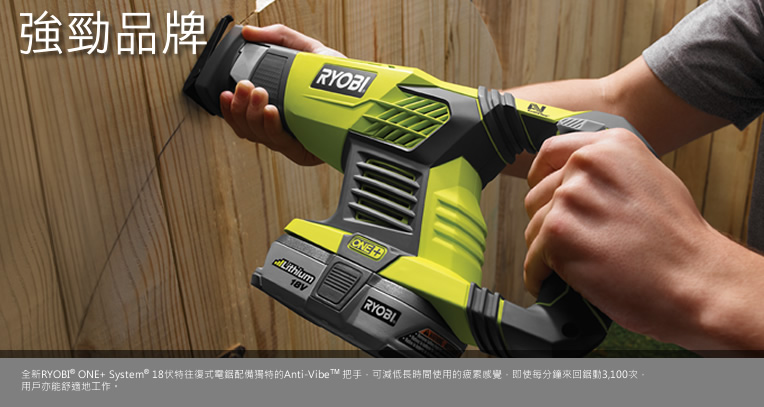 強勁品牌
RYOBI
ONE+
Lithium
18V
RYOBI
全新RYOBI® ONE+ System® 18伏特往復式電鋸配備獨特的Anti-Vibe™ 把手，可減低長時間使用的疲累感覺，即使每分鐘來回鋸動3,100次，
用戶亦能舒適地工作。